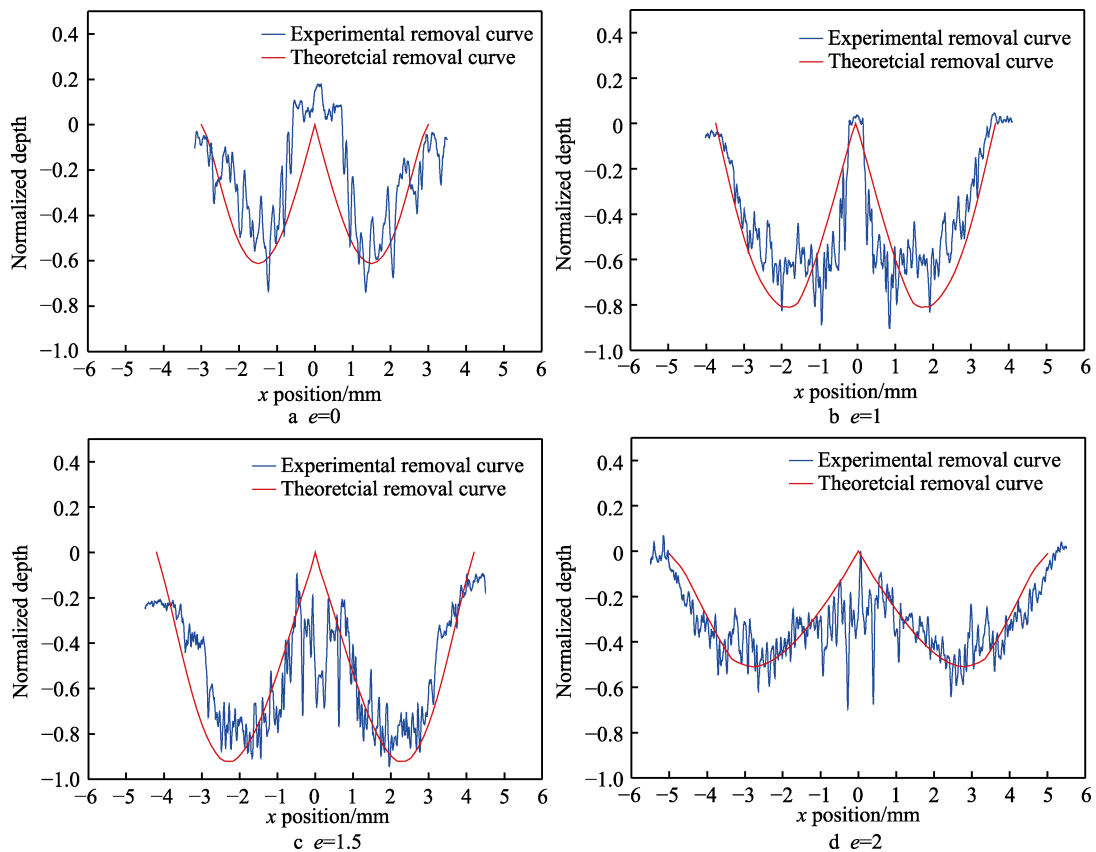 0.4
0.2
0
−0.2
−0.4
−0.6
−0.8
−1.0
Normalized depth
Experimental removal curve
Theoretcial removal curve
−6 −5 −4 −3 −2 −1 0 1 2 3 4 5 6
x position/mm
a e=0
0.4
0.2
0
−0.2
−0.4
−0.6
−0.8
−1.0
Normalized depth
Experimental removal curve
Theoretcial removal curve
−6 −5 −4 −3 −2 −1 0 1 2 3 4 5 6
x position/mm
b e=1
0.4
0.2
0
−0.2
−0.4
−0.6
−0.8
−1.0
Normalized depth
Experimental removal curve
Theoretcial removal curve
−6 −5 −4 −3 −2 −1 0 1 2 3 4 5 6
x position/mm
c e=1.5
0.4
0.2
0
−0.2
−0.4
−0.6
−0.8
−1.0
Normalized depth
Experimental removal curve
Theoretcial removal curve
−6 −5 −4 −3 −2 −1 0 1 2 3 4 5 6
x position/mm
d e=2